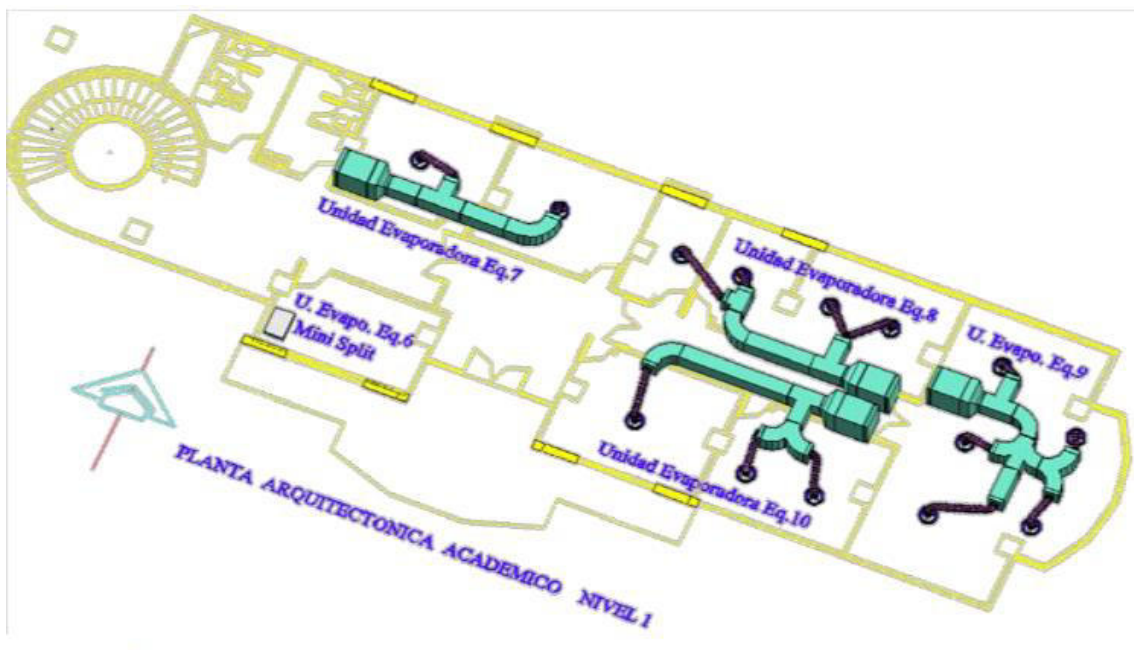 Unidad Evaporadora Eq.7
Unidad Evaporadora Eq.8
U. Evapo. Eq.6
Mini Split
U. Evapo. Eq.9
Unidad Evaporadora Eq.10
PLANTA ARQUITECTONICA ACADEMICO NIVEL 1